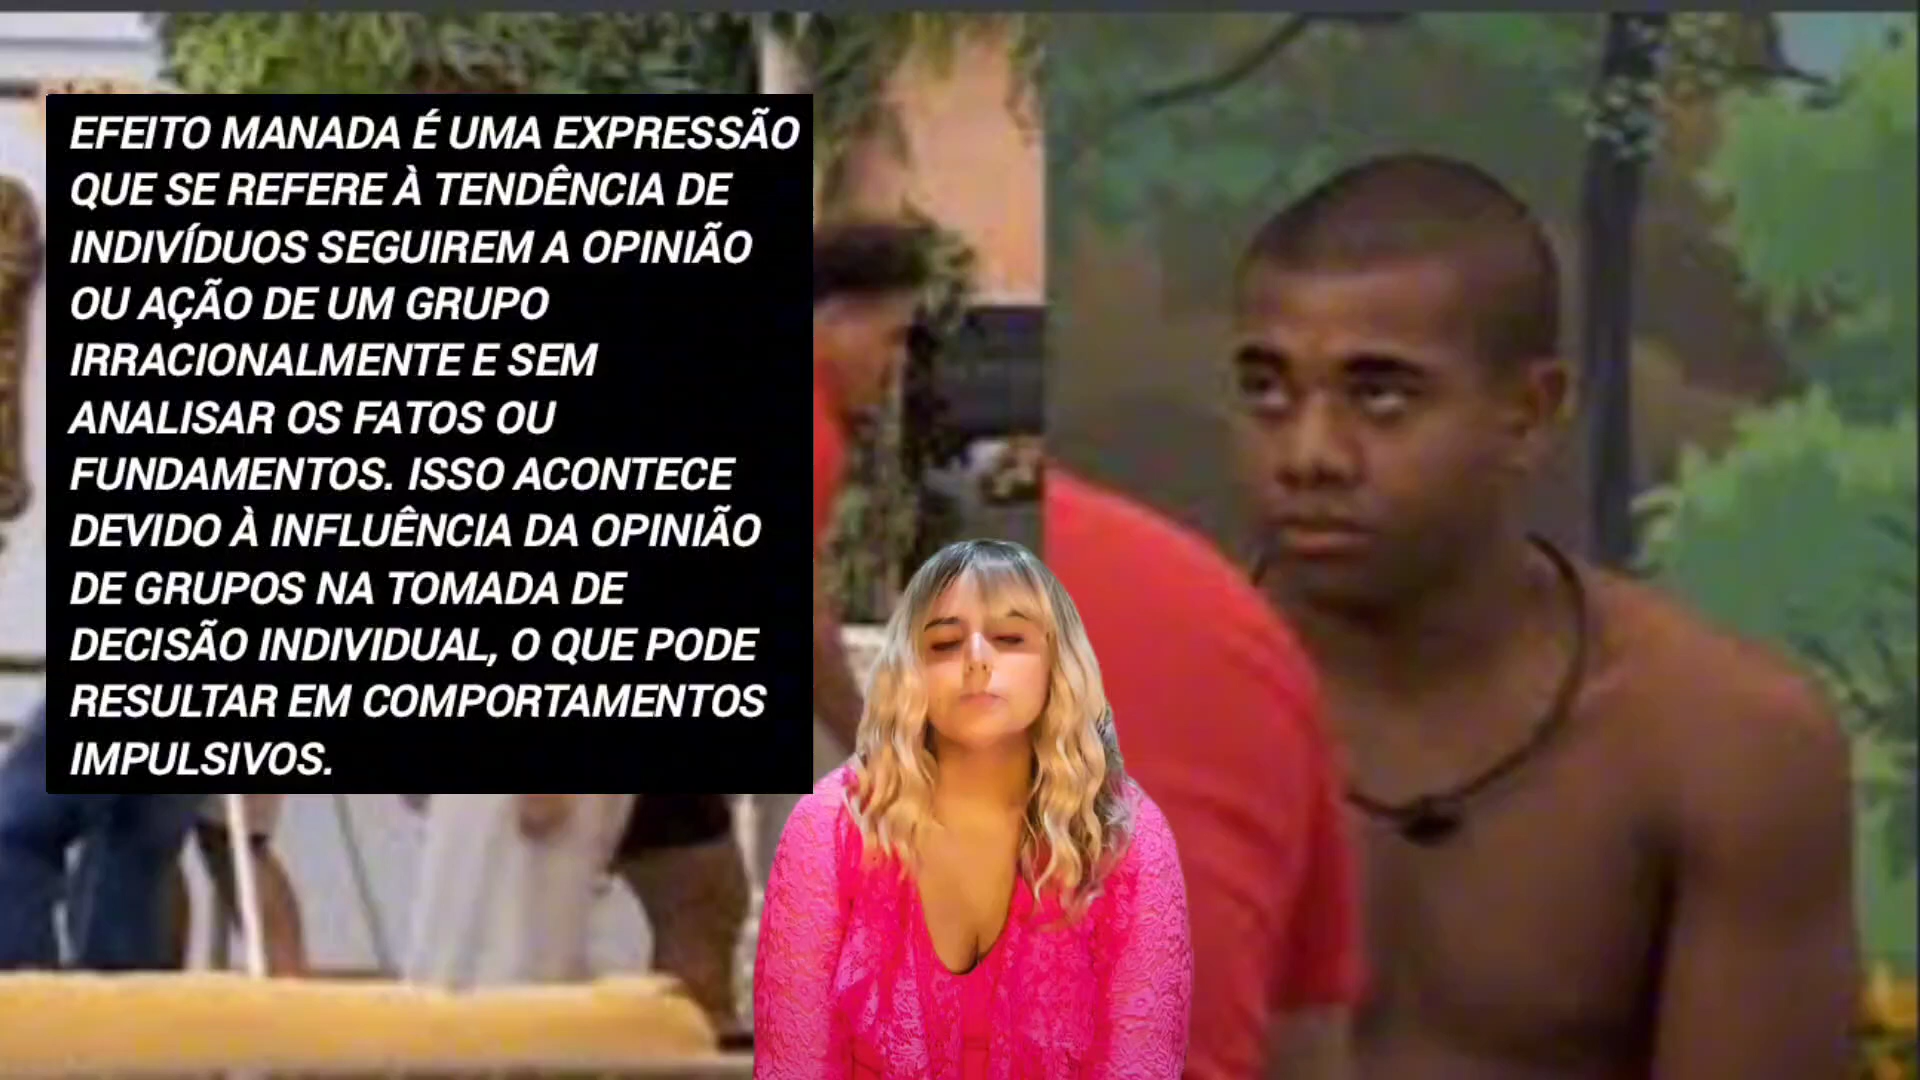 EFEITO MANADA É UMA EXPRESSÃO
QUE SE REFERE À TENDÊNCIA DE
INDIVÍDUOS SEGUIREM A OPINIÃO
OU AÇÃO DE UM GRUPO
IRRACIONALMENTE E SEM
ANALISAR OS FATOS OU
FUNDAMENTOS. ISSO ACONTECE
DEVIDO À INFLUÊNCIA DA OPINIÃO
DE GRUPOS NA TOMADA DE
DECISÃO INDIVIDUAL, O QUE PODE
RESULTAR EM COMPORTAMENTOS
IMPULSIVOS.